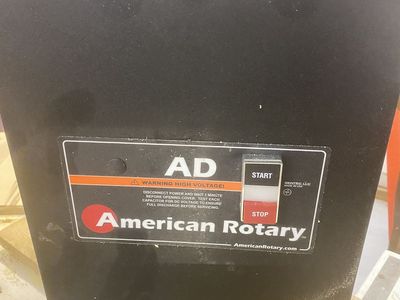 AD
START
WARNING HIGH VOLTAGE!
DISCONNECT POWER AND WAIT 1 MINUTE
BEFORE OPENING COVER. TEST EACH
CAPACITOR FOR DC VOLTAGE TO ENSURE
FULL DISCHARGE BEFORE SERVICING.
STOP
American Rotary
AmericanRotary.com